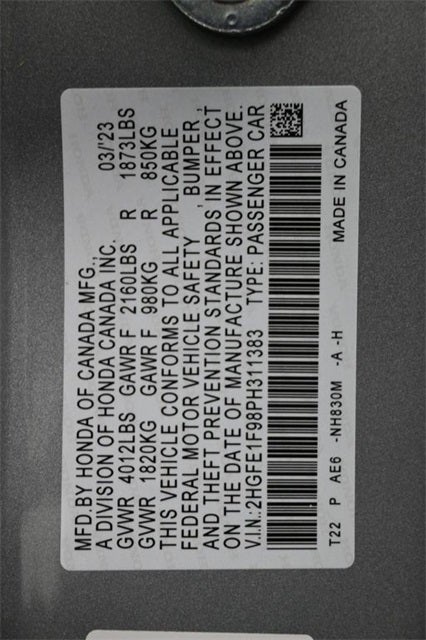 MFD.BY HONDA OF CANADA MFG.,
A DIVISION OF HONDA CANADA INC. 03/'23
GVWR 4012LBS GAWR F 2160LBS R 1873LBS
GVWR 1820KG GAWR F 980KG R 850KG
THIS VEHICLE CONFORMS TO ALL APPLICABLE
FEDERAL MOTOR VEHICLE SAFETY , BUMPER ,
AND THEFT PREVENTION STANDARDS IN EFFECT
ON THE DATE OF MANUFACTURE SHOWN ABOVE.
V.I.N.:2HGFE1F98PH311383 TYPE: PASSENGER CAR
T22 P AE6 -NH830M -A -H MADE IN CANADA